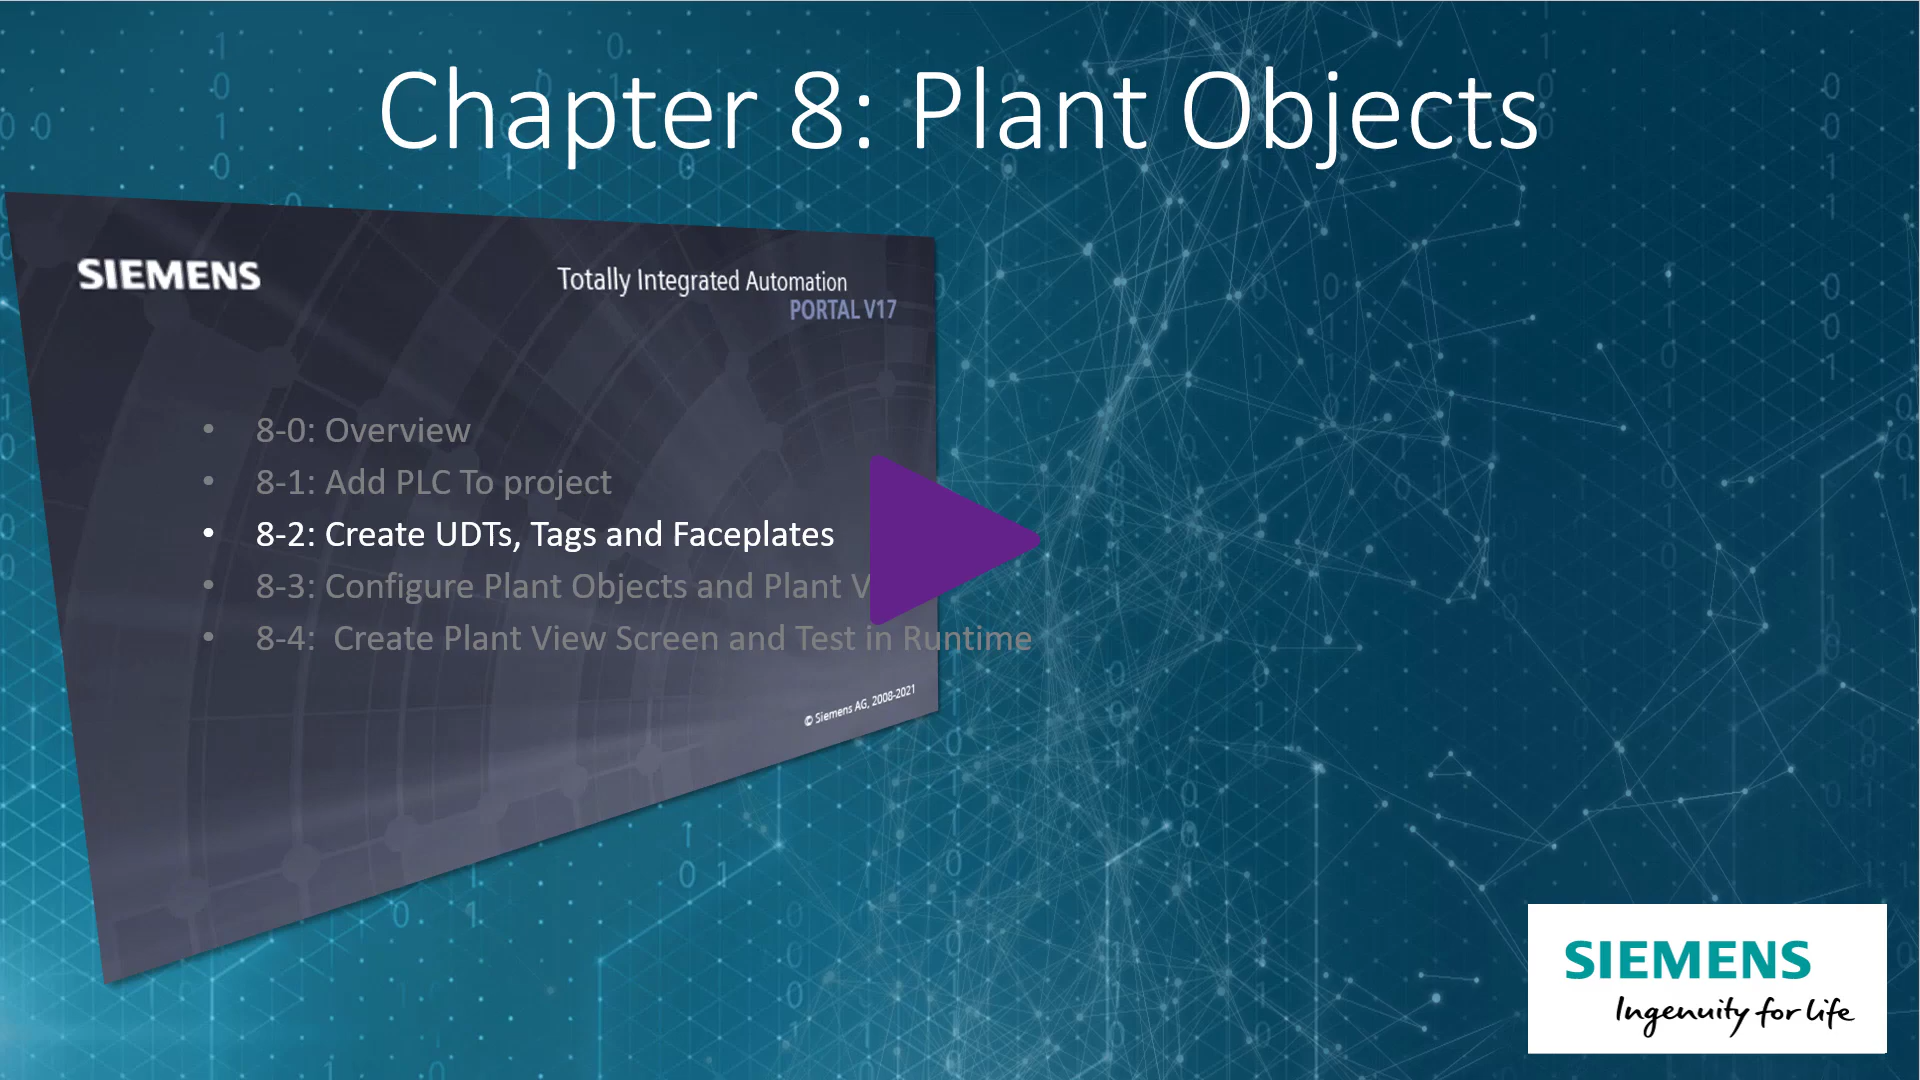 Chapter 8: Plant Objects
SIEMENS
Totally Integrated Automation
PORTAL V17
• 8-0: Overview
• 8-1: Add PLC To project
• 8-2: Create UDTs, Tags and Faceplates
• 8-3: Configure Plant Objects and Plant V
• 8-4: Create Plant View Screen and Test in Runtime
© Siemens AG, 2008-2021
SIEMENS
Ingenuity for life